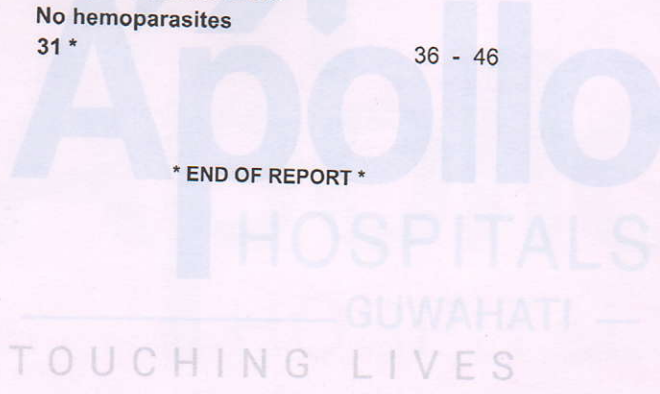 No hemoparasites
31 * 36 - 46
* END OF REPORT *
Apollo
HOSPITALS
GUWAHATI
TOUCHING LIVES